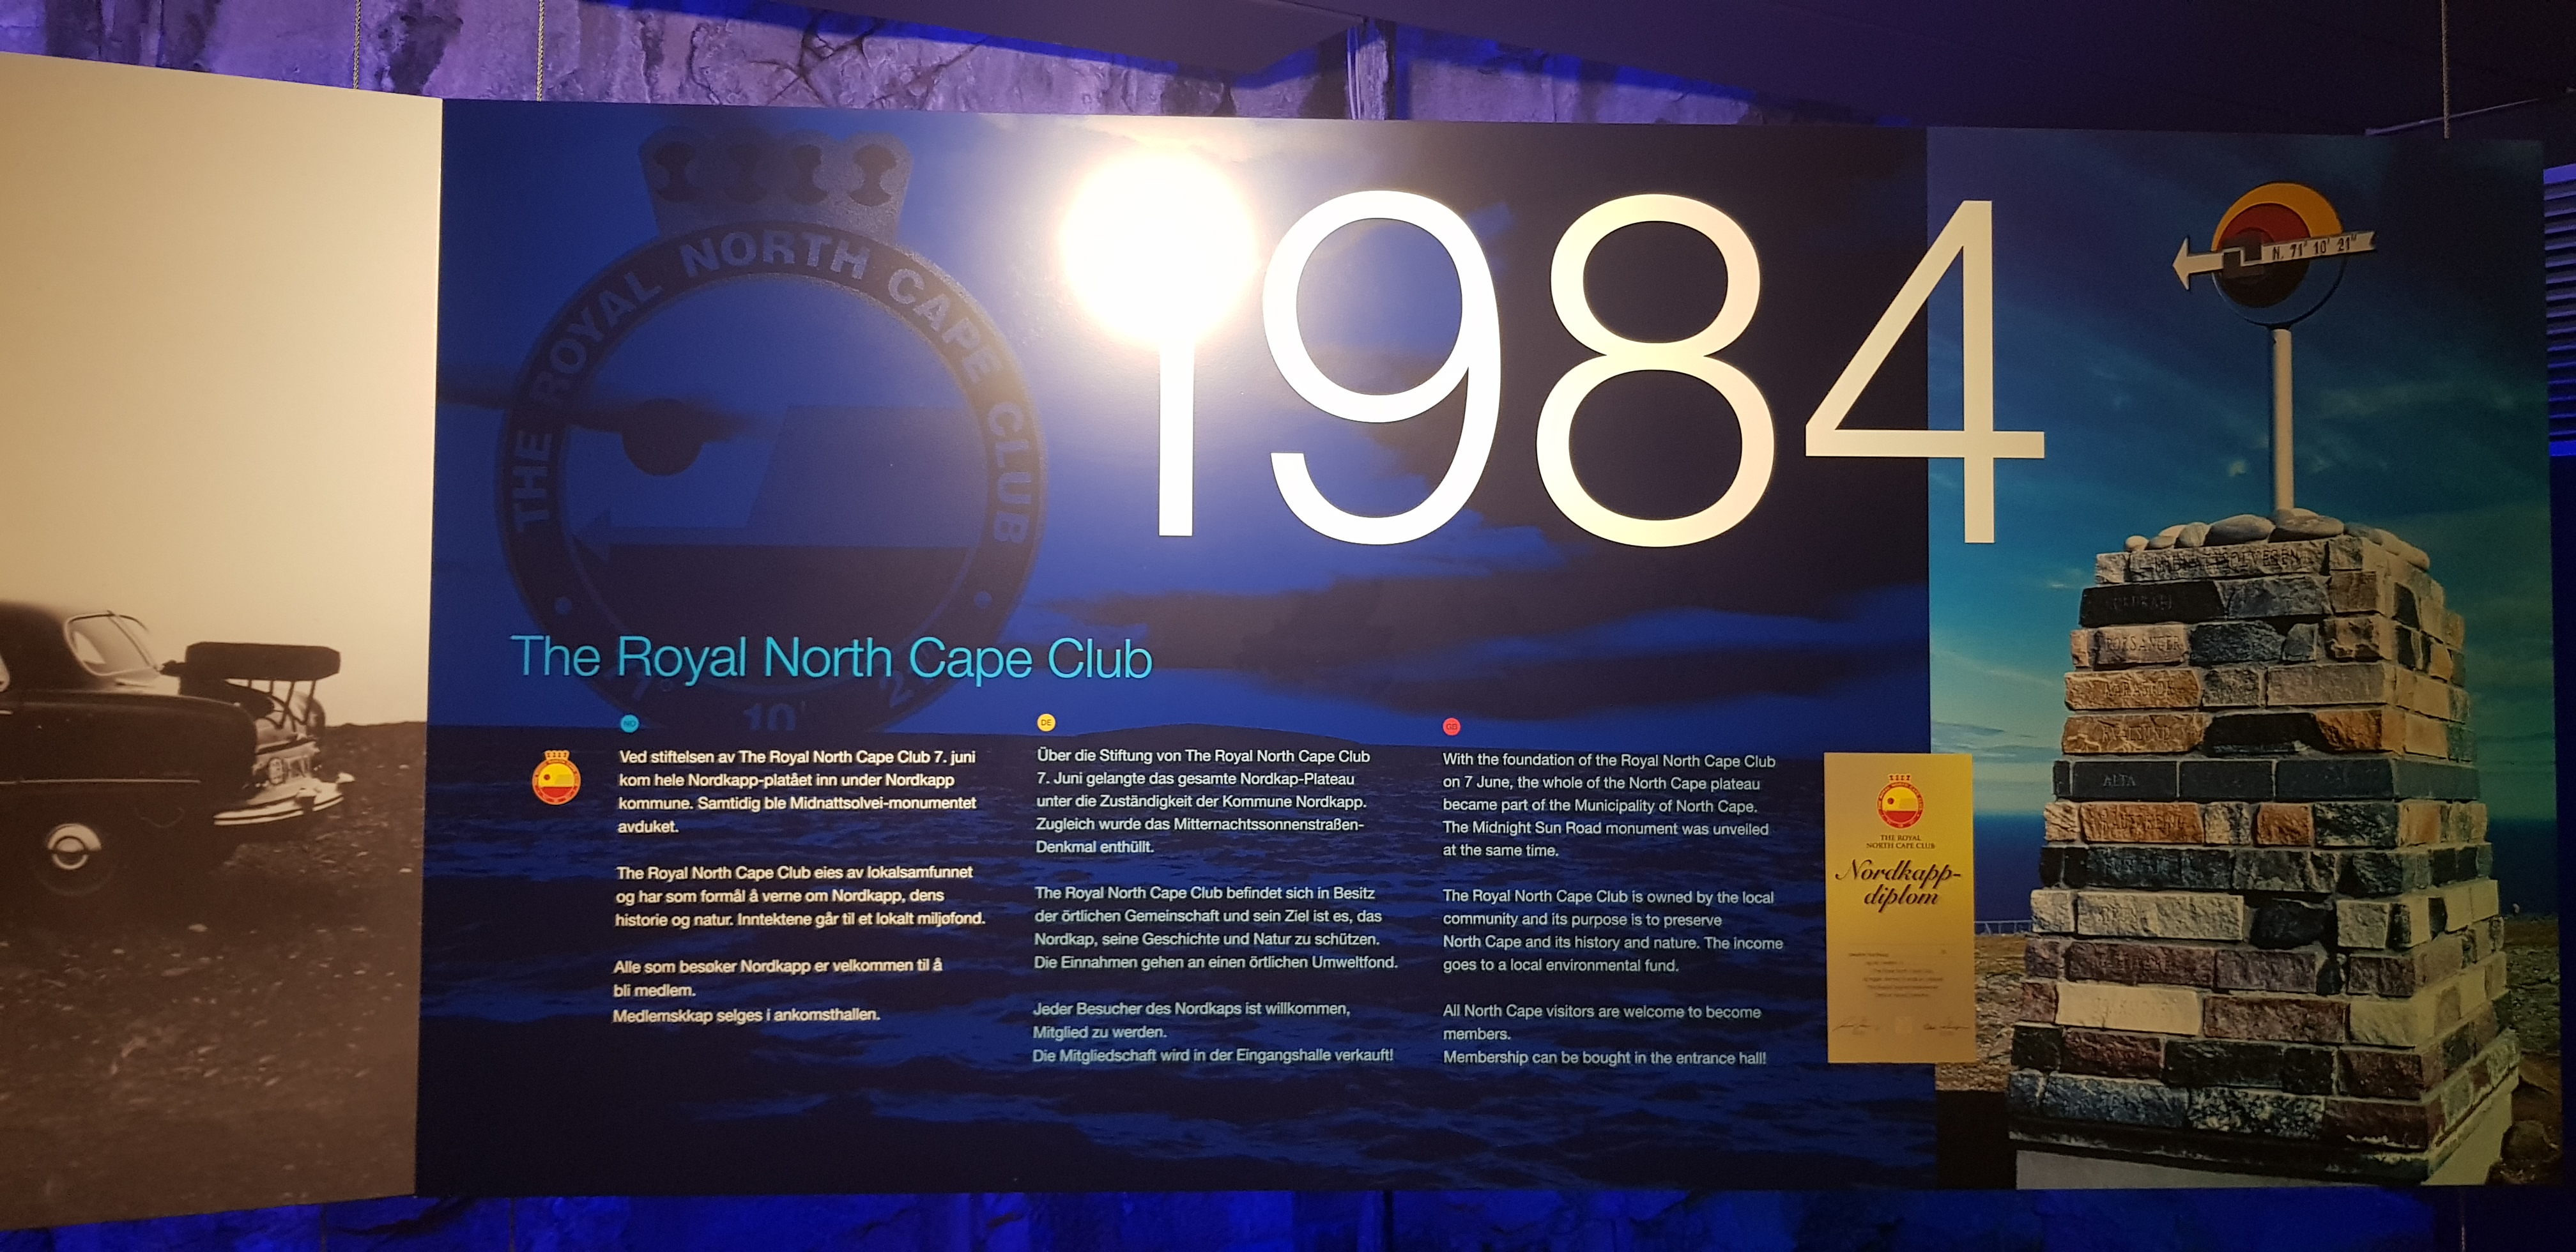 THE ROYAL NORTH CAPE CLUB
10'
1984
N. 71° 10' 21"
The Royal North Cape Club
NO
Ved stiftelsen av The Royal North Cape Club 7. juni
kom hele Nordkapp-platået inn under Nordkapp
kommune. Samtidig ble Midnattsolvei-monumentet
avduket.
The Royal North Cape Club eies av lokalsamfunnet
og har som formål å verne om Nordkapp, dens
historie og natur. Inntektene går til et lokalt miljøfond.
Alle som besøker Nordkapp er velkommen til å
bli medlem.
Medlemskkap selges i ankomsthallen.
DE
Über die Stiftung von The Royal North Cape Club
7. Juni gelangte das gesamte Nordkap-Plateau
unter die Zuständigkeit der Kommune Nordkapp.
Zugleich wurde das Mitternachtssonnenstraßen-
Denkmal enthüllt.
The Royal North Cape Club befindet sich in Besitz
der örtlichen Gemeinschaft und sein Ziel ist es, das
Nordkap, seine Geschichte und Natur zu schützen.
Die Einnahmen gehen an einen örtlichen Umweltfond.
Jeder Besucher des Nordkaps ist willkommen,
Mitglied zu werden.
Die Mitgliedschaft wird in der Eingangshalle verkauft!
GB
With the foundation of the Royal North Cape Club
on 7 June, the whole of the North Cape plateau
became part of the Municipality of North Cape.
The Midnight Sun Road monument was unveiled
at the same time.
The Royal North Cape Club is owned by the local
community and its purpose is to preserve
North Cape and its history and nature. The income
goes to a local environmental fund.
All North Cape visitors are welcome to become
members.
Membership can be bought in the entrance hall!
THE ROYAL
NORTH CAPE CLUB
Nordkapp-
diplom
PORSANGER
ALTA